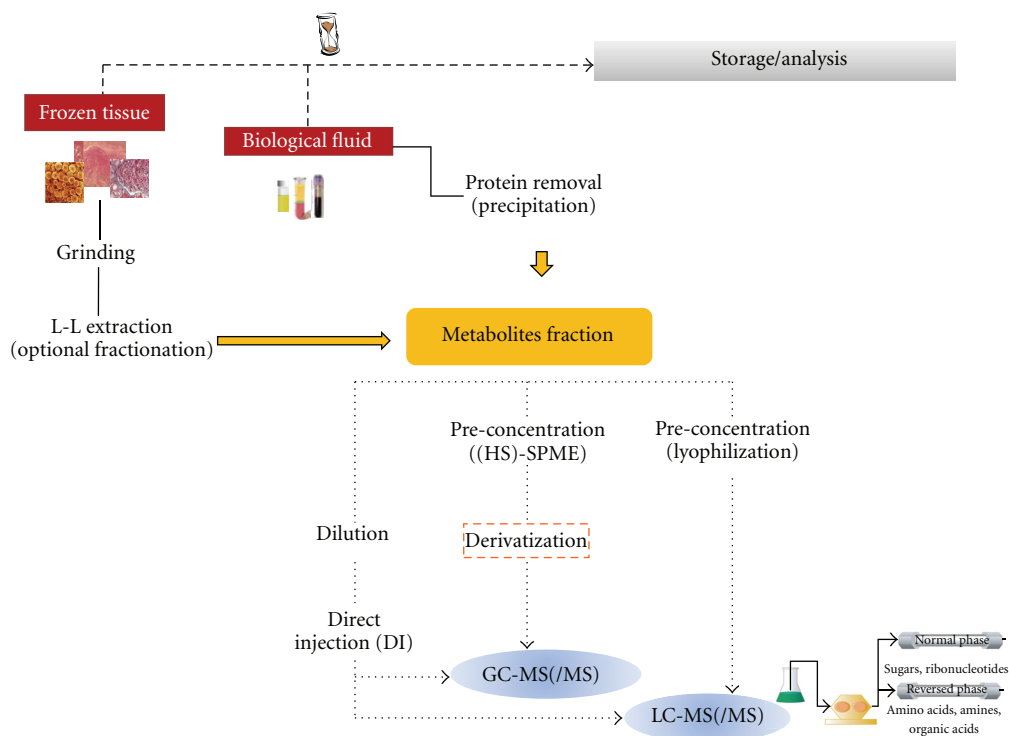 Storage/analysis
Frozen tissue
Biological fluid
Protein removal
(precipitation)
Grinding
L-L extraction
(optional fractionation)
Metabolites fraction
Pre-concentration
((HS)-SPME)
Pre-concentration
(lyophilization)
Dilution
Derivatization
Direct
injection (DI)
GC-MS(/MS)
LC-MS(/MS)
Normal phase
Sugars, ribonucleotides
Reversed phase
Amino acids, amines,
organic acids